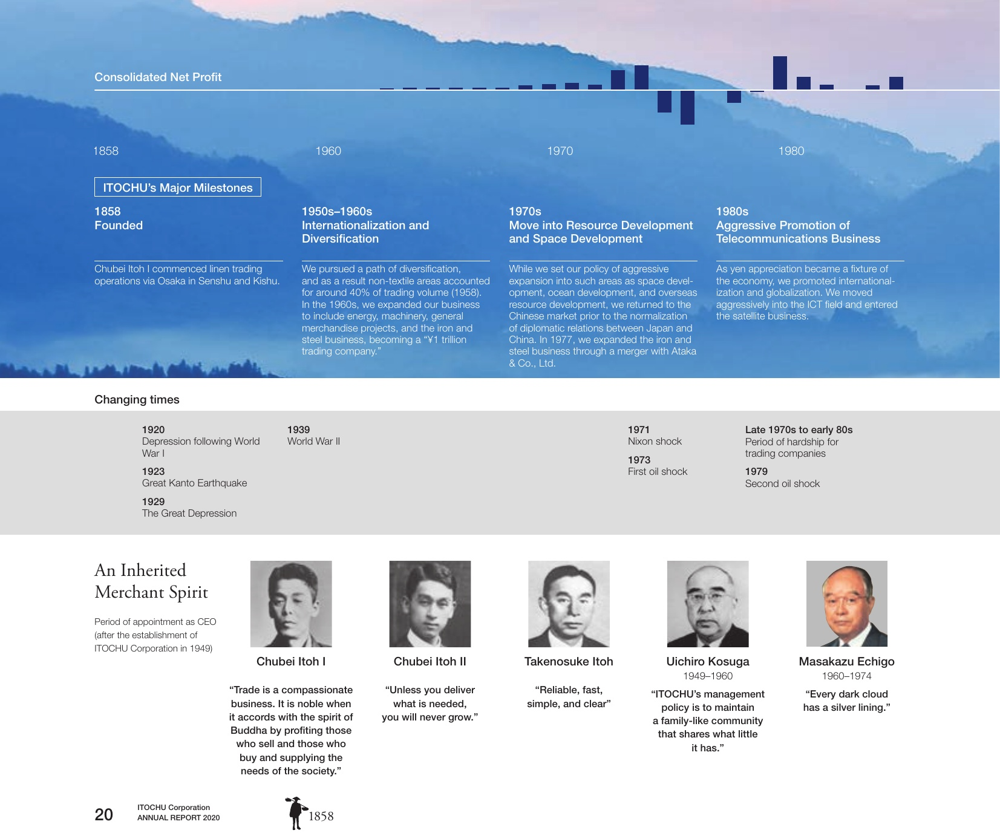 Consolidated Net Profit
1858
1960
1970
1980
ITOCHU’s Major Milestones
1858
Founded
Chubei Itoh I commenced linen trading
operations via Osaka in Senshu and Kishu.
1950s–1960s
Internationalization and
Diversification
We pursued a path of diversification,
and as a result non-textile areas accounted
for around 40% of trading volume (1958).
In the 1960s, we expanded our business
to include energy, machinery, general
merchandise projects, and the iron and
steel business, becoming a “¥1 trillion
trading company.”
1970s
Move into Resource Development
and Space Development
While we set our policy of aggressive
expansion into such areas as space devel-
opment, ocean development, and overseas
resource development, we returned to the
Chinese market prior to the normalization
of diplomatic relations between Japan and
China. In 1977, we expanded the iron and
steel business through a merger with Ataka
& Co., Ltd.
1980s
Aggressive Promotion of
Telecommunications Business
As yen appreciation became a fixture of
the economy, we promoted international-
ization and globalization. We moved
aggressively into the ICT field and entered
the satellite business.
Changing times
1920
Depression following World
War I
1923
Great Kanto Earthquake
1929
The Great Depression
1939
World War II
1971
Nixon shock
1973
First oil shock
Late 1970s to early 80s
Period of hardship for
trading companies
1979
Second oil shock
An Inherited
Merchant Spirit
Period of appointment as CEO
(after the establishment of
ITOCHU Corporation in 1949)
Chubei Itoh I
“Trade is a compassionate
business. It is noble when
it accords with the spirit of
Buddha by profiting those
who sell and those who
buy and supplying the
needs of the society.”
Chubei Itoh II
“Unless you deliver
what is needed,
you will never grow.”
Takenosuke Itoh
“Reliable, fast,
simple, and clear”
Uichiro Kosuga
1949–1960
“ITOCHU’s management
policy is to maintain
a family-like community
that shares what little
it has.”
Masakazu Echigo
1960–1974
“Every dark cloud
has a silver lining.”
20
ITOCHU Corporation
ANNUAL REPORT 2020
1858